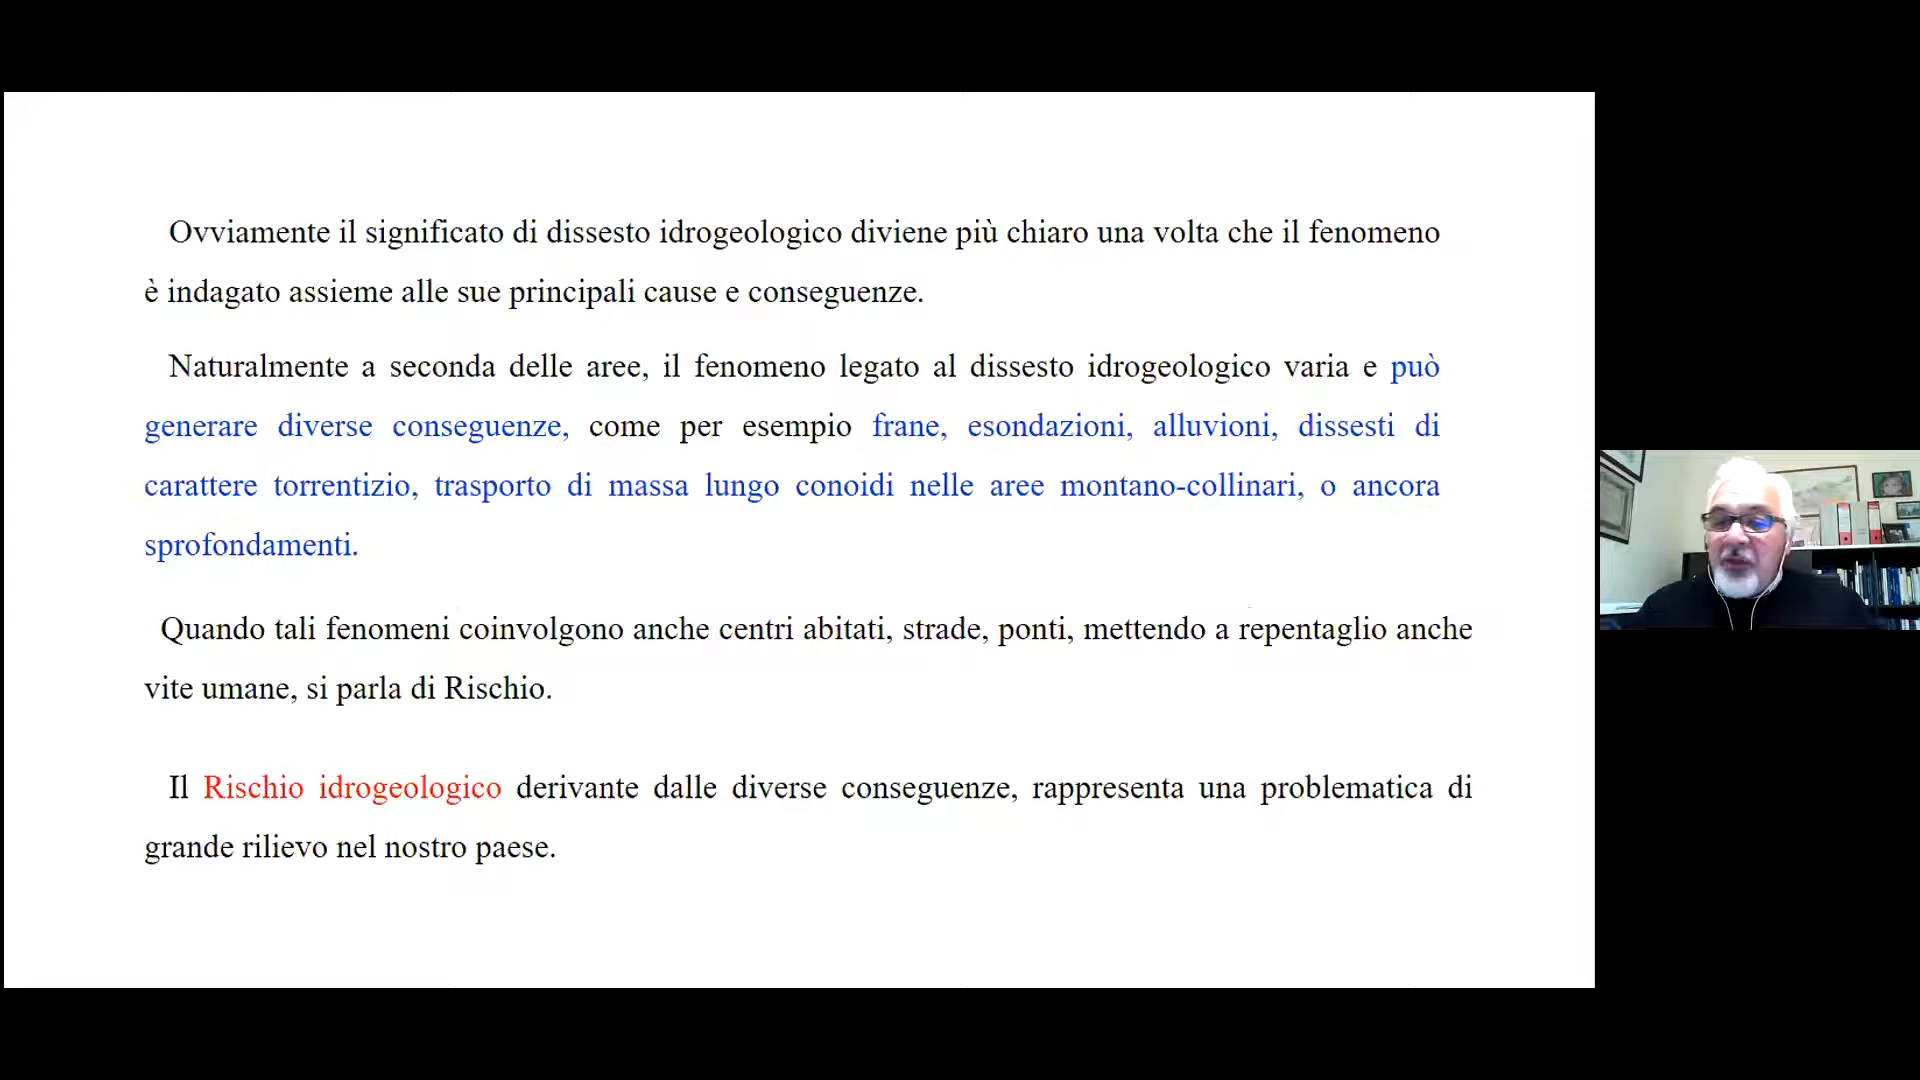 Ovviamente il significato di dissesto idrogeologico diviene più chiaro una volta che il fenomeno
è indagato assieme alle sue principali cause e conseguenze.
Naturalmente a seconda delle aree, il fenomeno legato al dissesto idrogeologico varia e può
generare diverse conseguenze, come per esempio frane, esondazioni, alluvioni, dissesti di
carattere torrentizio, trasporto di massa lungo conoidi nelle aree montano-collinari, o ancora
sprofondamenti.
Quando tali fenomeni coinvolgono anche centri abitati, strade, ponti, mettendo a repentaglio anche
vite umane, si parla di Rischio.
Il Rischio idrogeologico derivante dalle diverse conseguenze, rappresenta una problematica di
grande rilievo nel nostro paese.